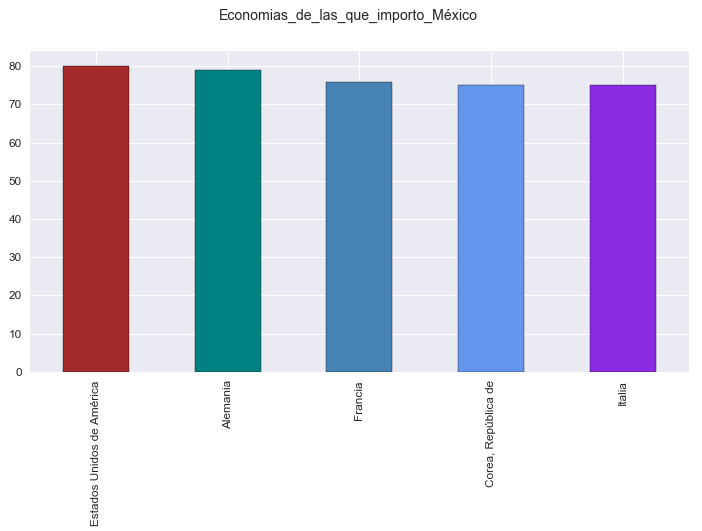 Economias_de_las_que_importo_México
80
70
60
50
40
30
20
10
0
Estados Unidos de América
Alemania
Francia
Corea, República de
Italia